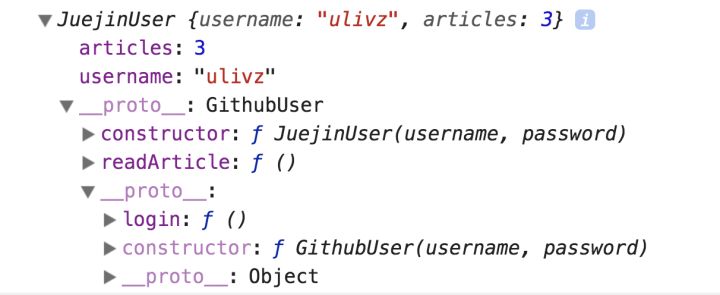 ▼JuejinUser {username: "ulivz", articles: 3} i
articles: 3
username: "ulivz"
▼__proto__: GithubUser
▶constructor: ƒ JuejinUser(username, password)
▶readArticle: ƒ ()
▼__proto__:
▶login: ƒ ()
▶constructor: ƒ GithubUser(username, password)
▶__proto__: Object